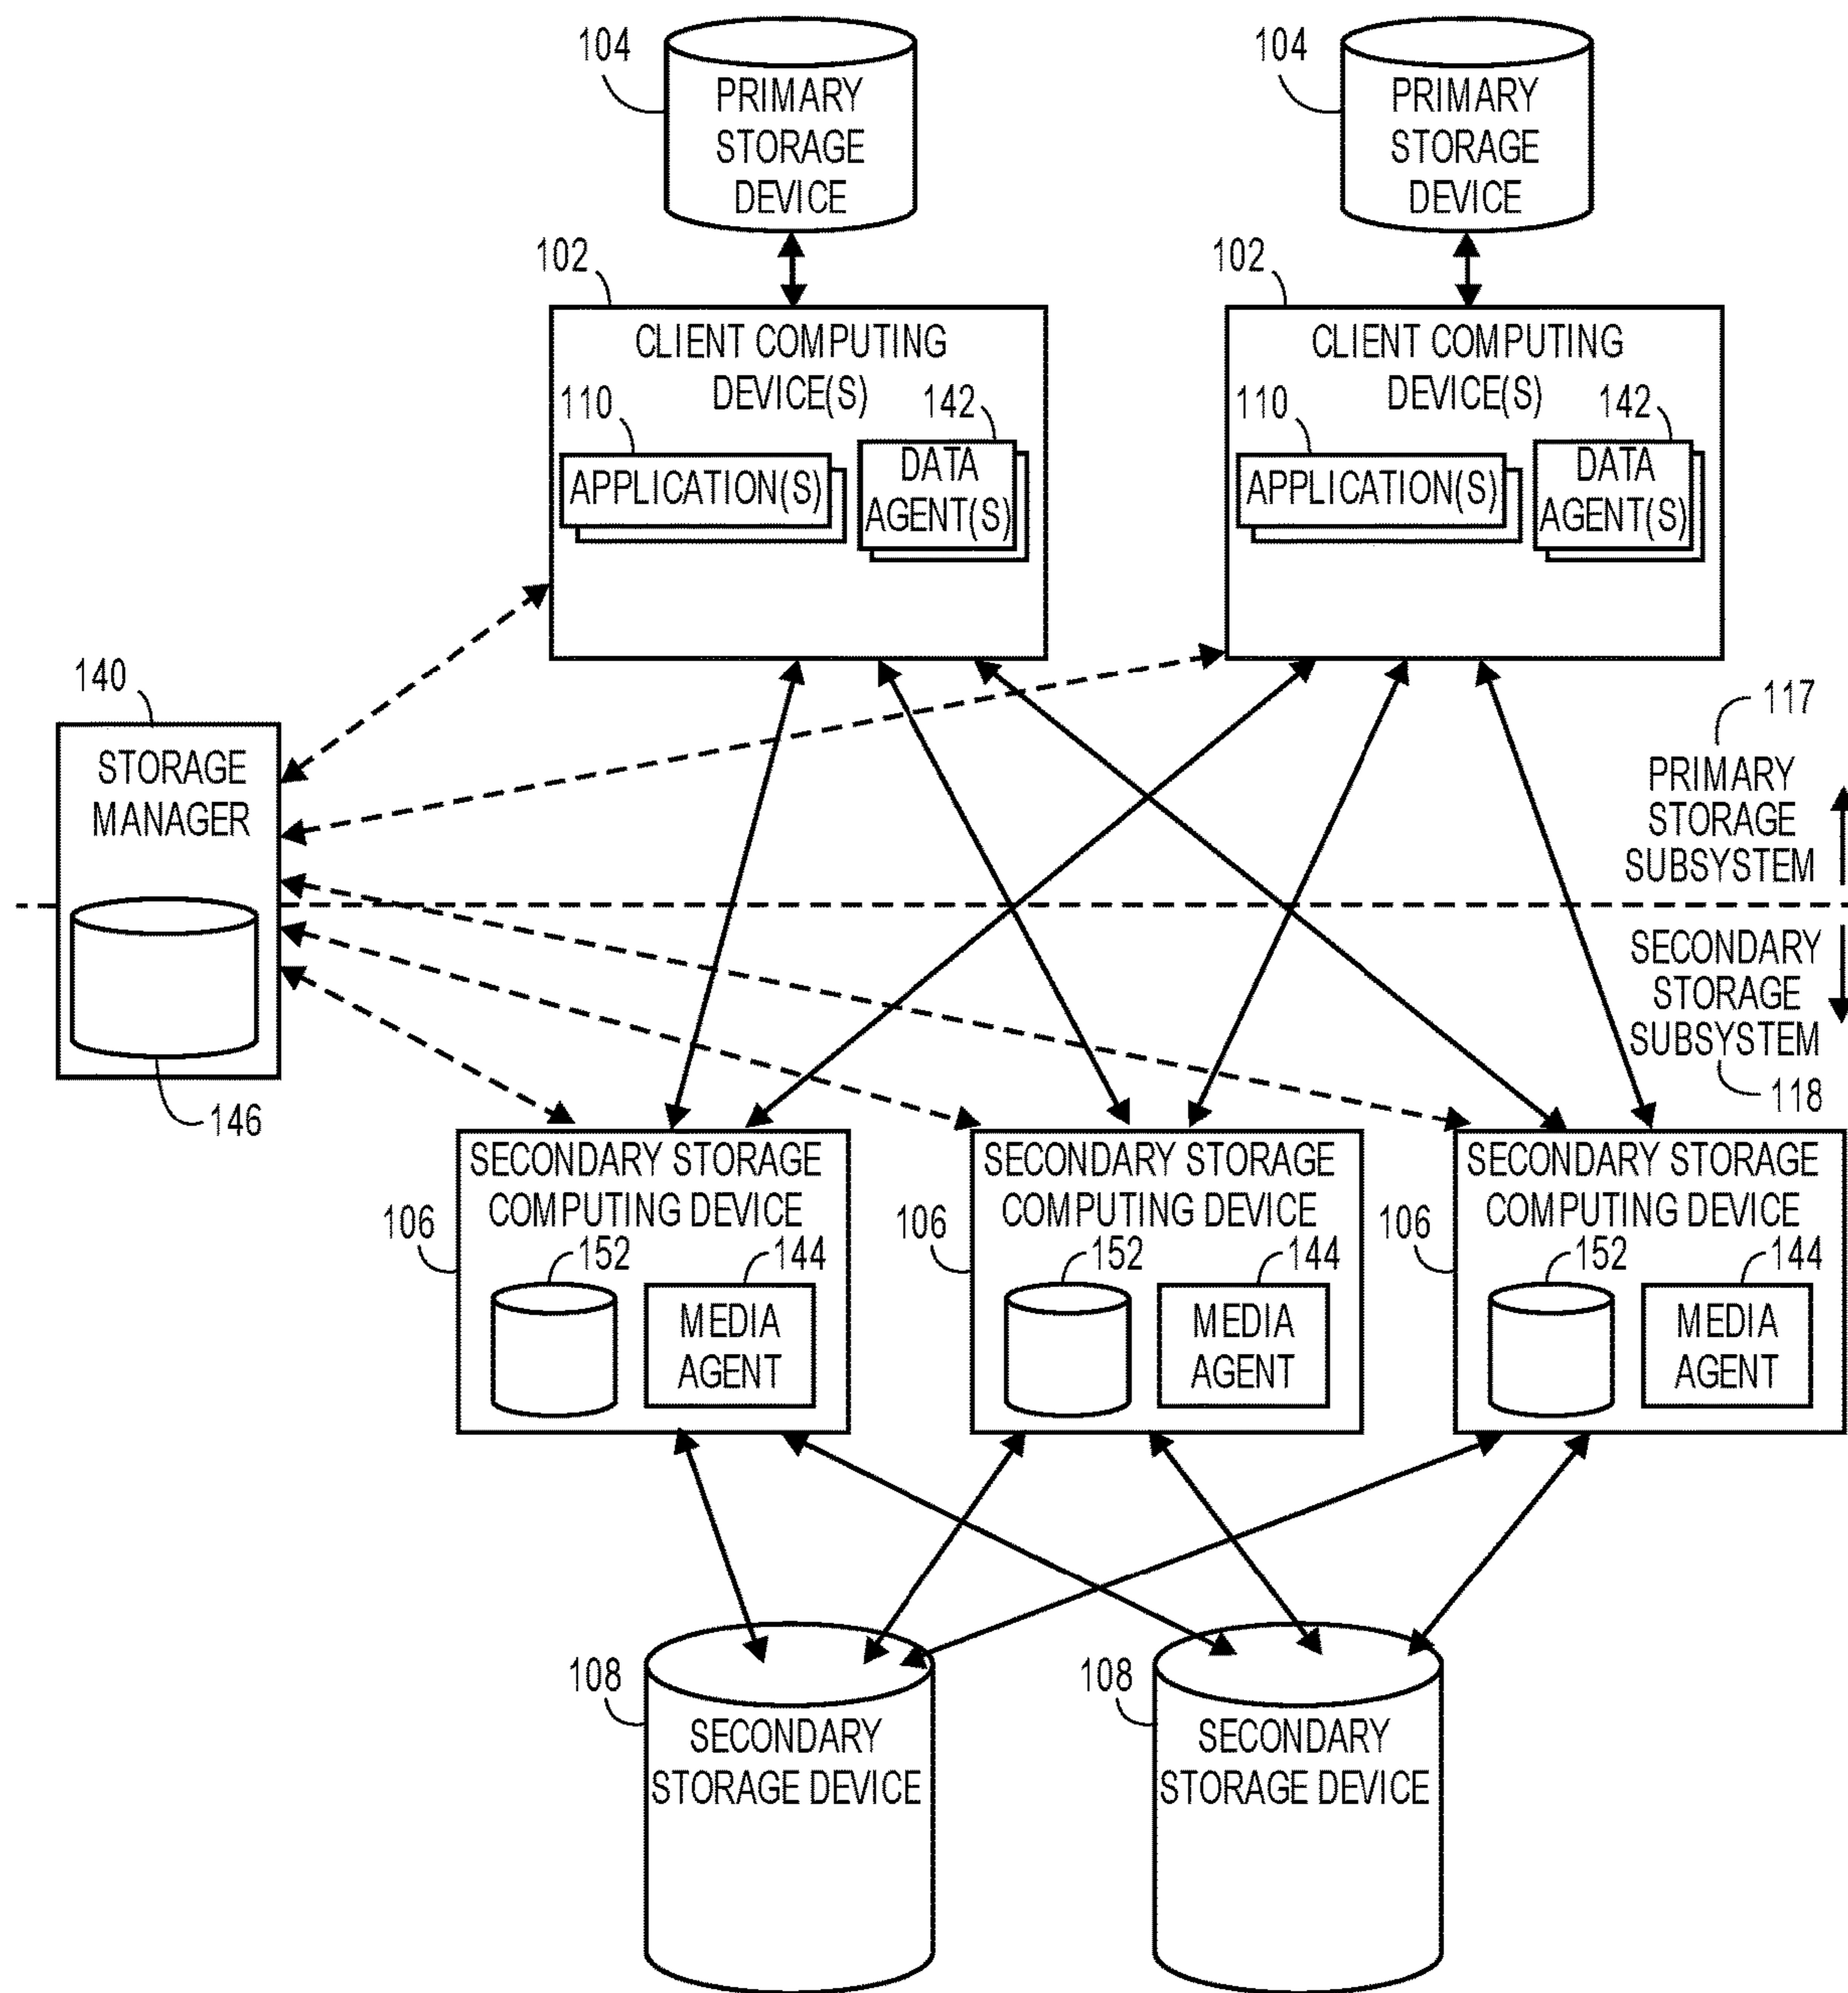 104
PRIMARY
STORAGE
DEVICE
104
PRIMARY
STORAGE
DEVICE
102
CLIENT COMPUTING
DEVICE(S)
110
142
APPLICATION(S)
DATA
AGENT(S)
102
CLIENT COMPUTING
DEVICE(S)
110
142
APPLICATION(S)
DATA
AGENT(S)
140
STORAGE
MANAGER
146
117
PRIMARY
STORAGE
SUBSYSTEM
SECONDARY
STORAGE
SUBSYSTEM
118
SECONDARY STORAGE
COMPUTING DEVICE
106
152
144
MEDIA
AGENT
SECONDARY STORAGE
COMPUTING DEVICE
106
152
144
MEDIA
AGENT
SECONDARY STORAGE
COMPUTING DEVICE
106
152
144
MEDIA
AGENT
108
SECONDARY
STORAGE DEVICE
108
SECONDARY
STORAGE DEVICE